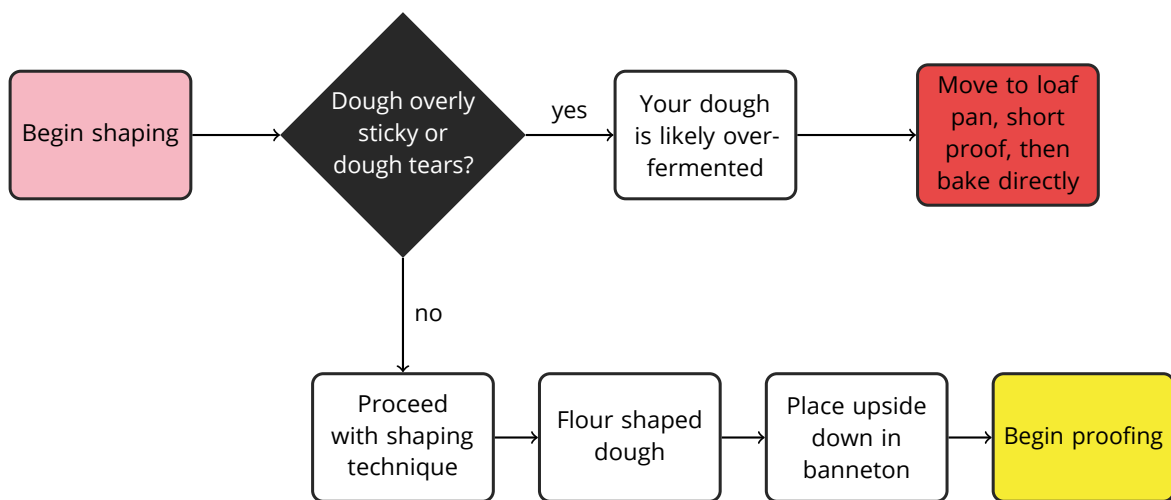 Begin shaping
Dough overly
sticky or
dough tears?
yes
Your dough
is likely over-
fermented
Move to loaf
pan, short
proof, then
bake directly
no
Proceed
with shaping
technique
Flour shaped
dough
Place upside
down in
banneton
Begin proofing